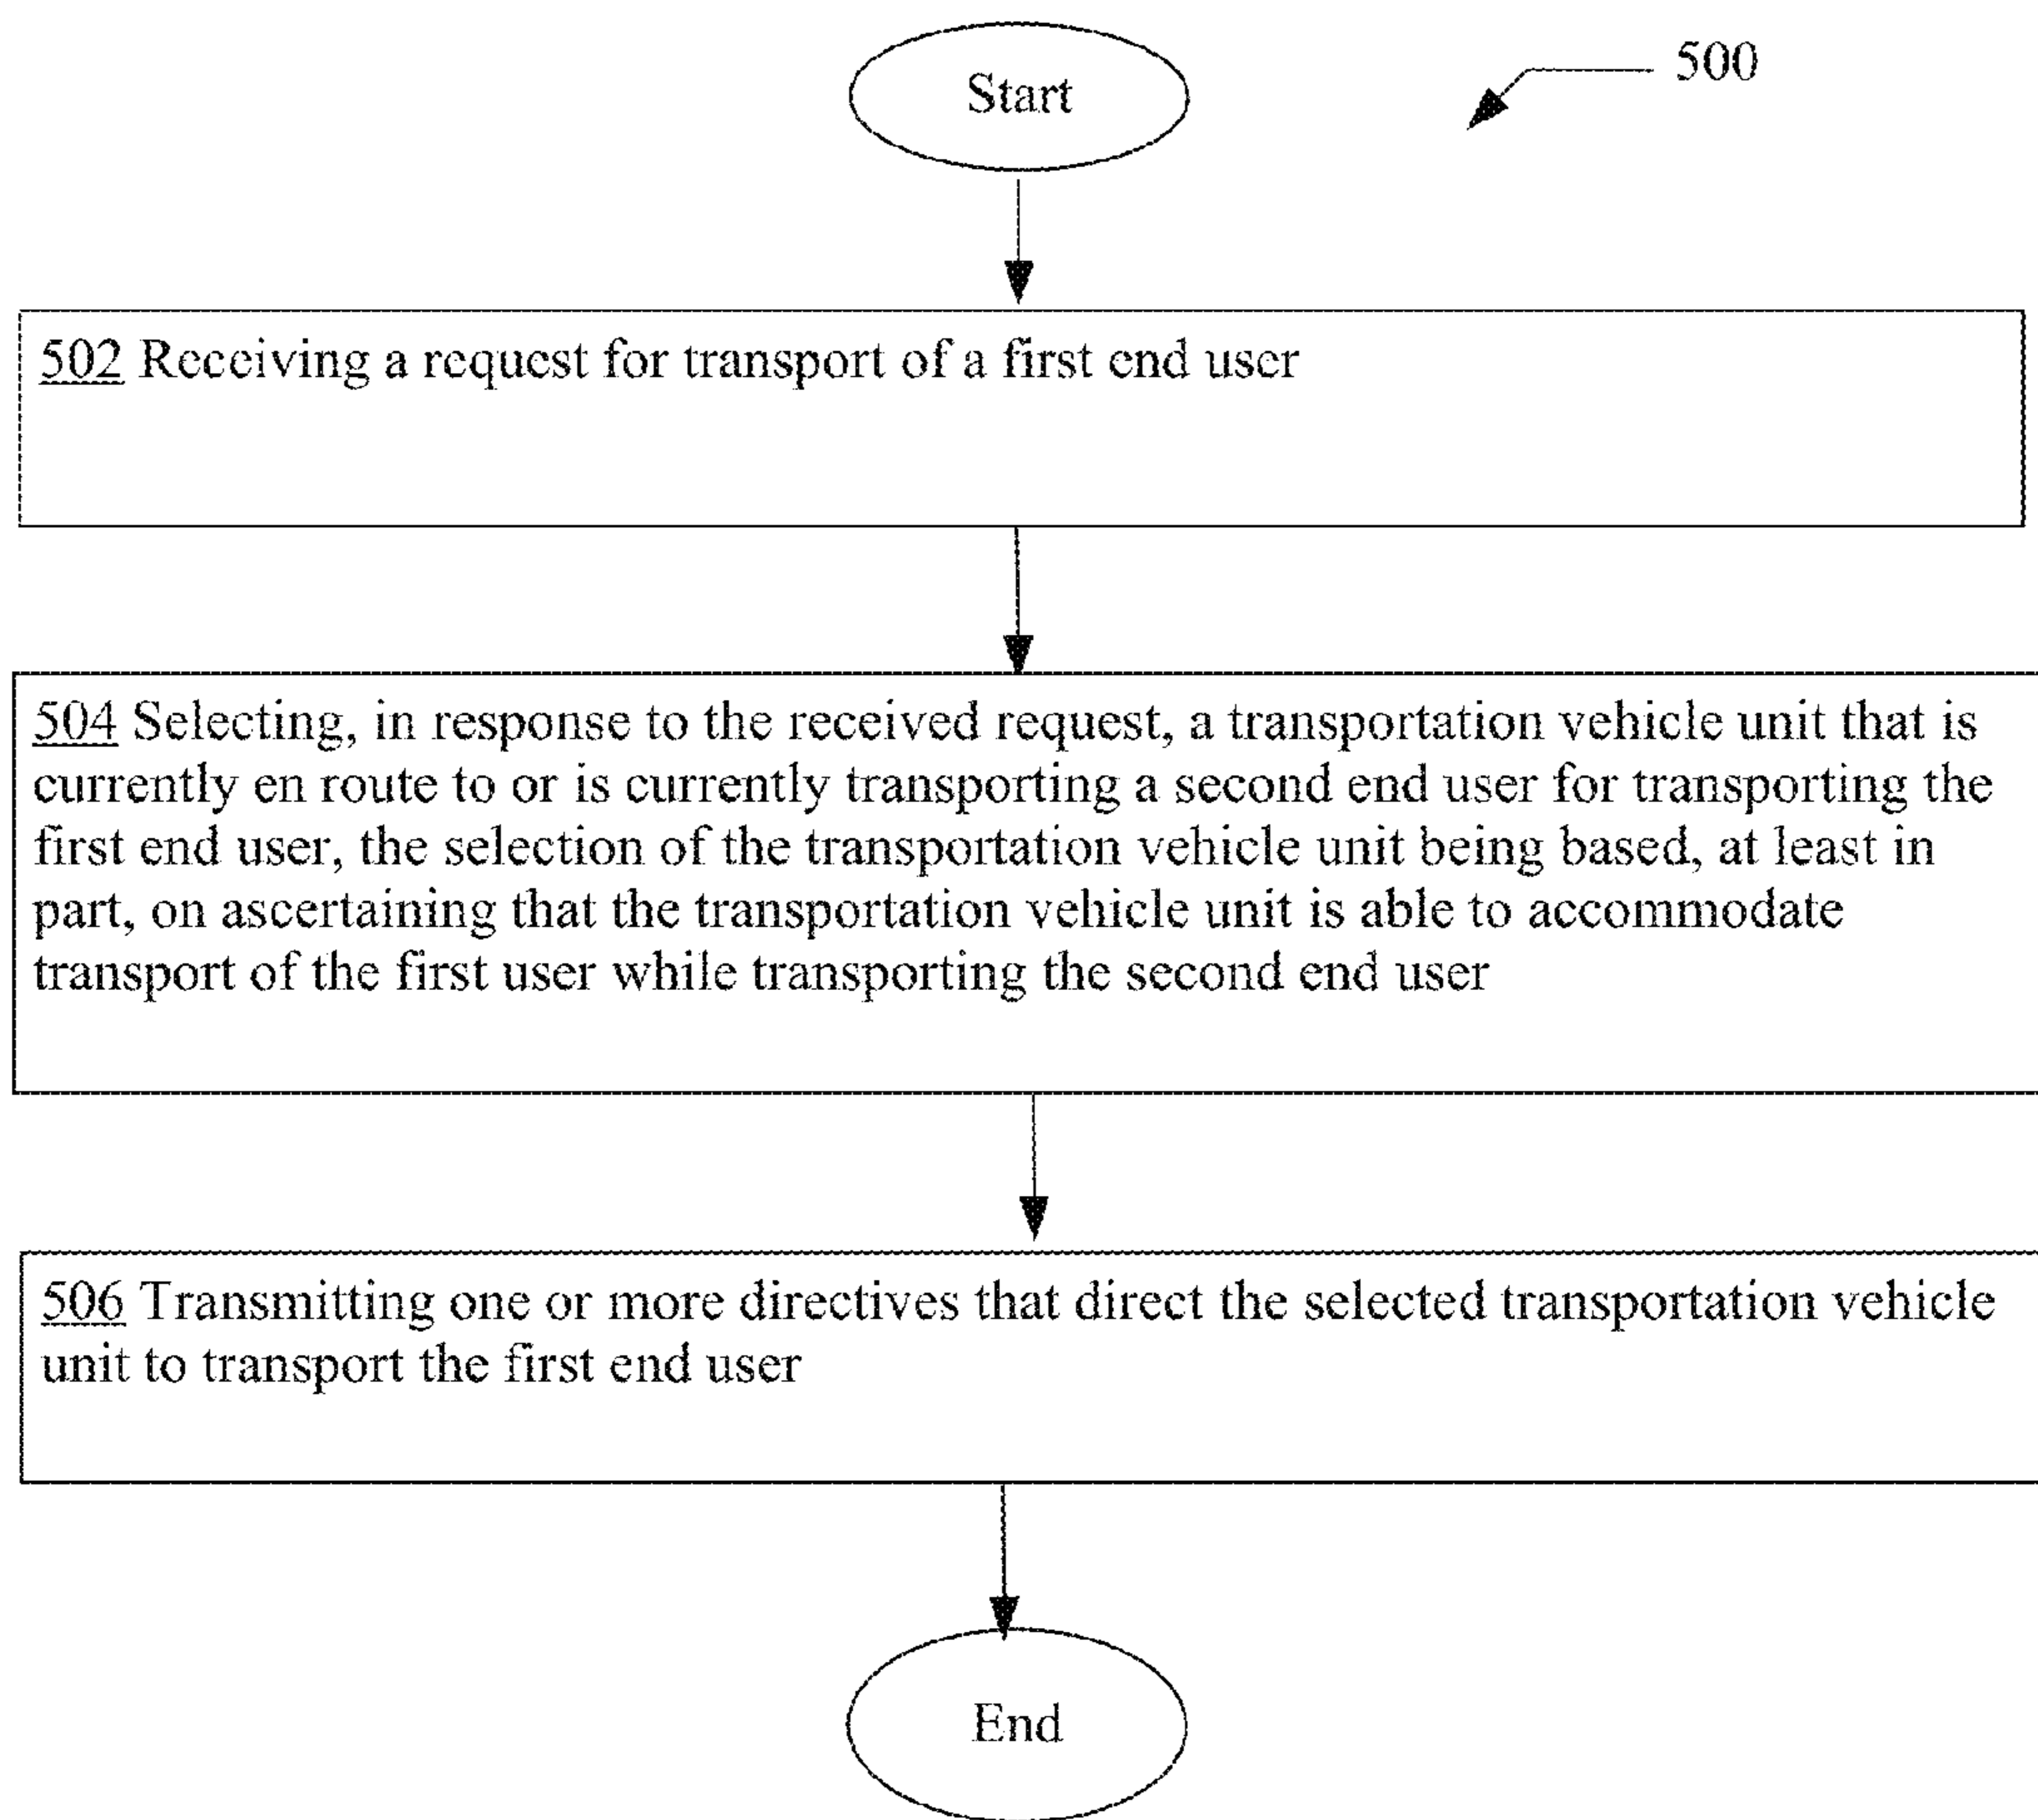 Start
500
502 Receiving a request for transport of a first end user
504 Selecting, in response to the received request, a transportation vehicle unit that is
currently en route to or is currently transporting a second end user for transporting the
first end user, the selection of the transportation vehicle unit being based, at least in
part, on ascertaining that the transportation vehicle unit is able to accommodate
transport of the first user while transporting the second end user
506 Transmitting one or more directives that direct the selected transportation vehicle
unit to transport the first end user
End